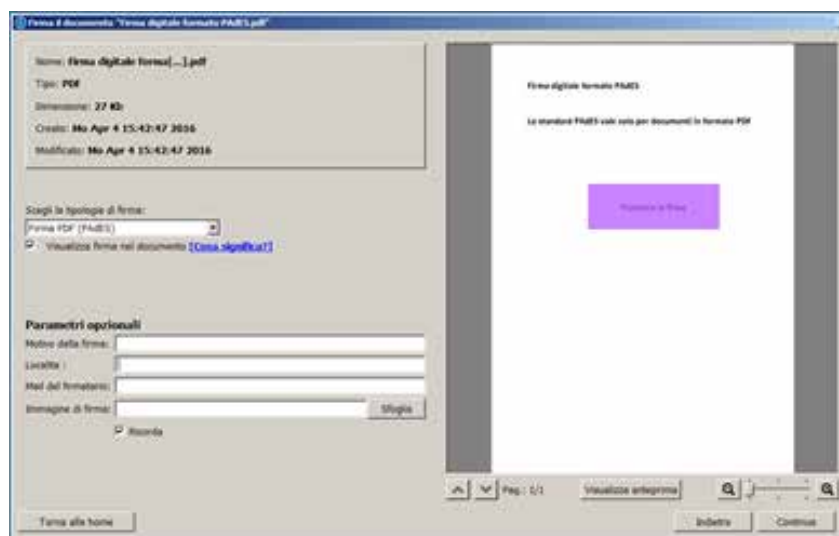 Firma il documento "Firma digitale formato PAdES.pdf"
Nome: Firma digitale forma[...].pdf
Tipo: PDF
Dimensione: 27 Kb
Creato: Mo Apr 4 15:42:47 2016
Modificato: Mo Apr 4 15:42:47 2016
Scegli la tipologia di firma:
Firma PDF (PAdES)
Visualizza firma nel documento [Cosa significa?]
Parametri opzionali
Motivo della firma:
Località :
Mail del firmatario:
Immagine di firma:
Sfoglia
Ricorda
Torna alla home
Firma digitale formato PAdES
Lo standard PAdES vale solo per documenti in formato PDF
Pag.: 1/1
Visualizza anteprima
Indietro
Continua